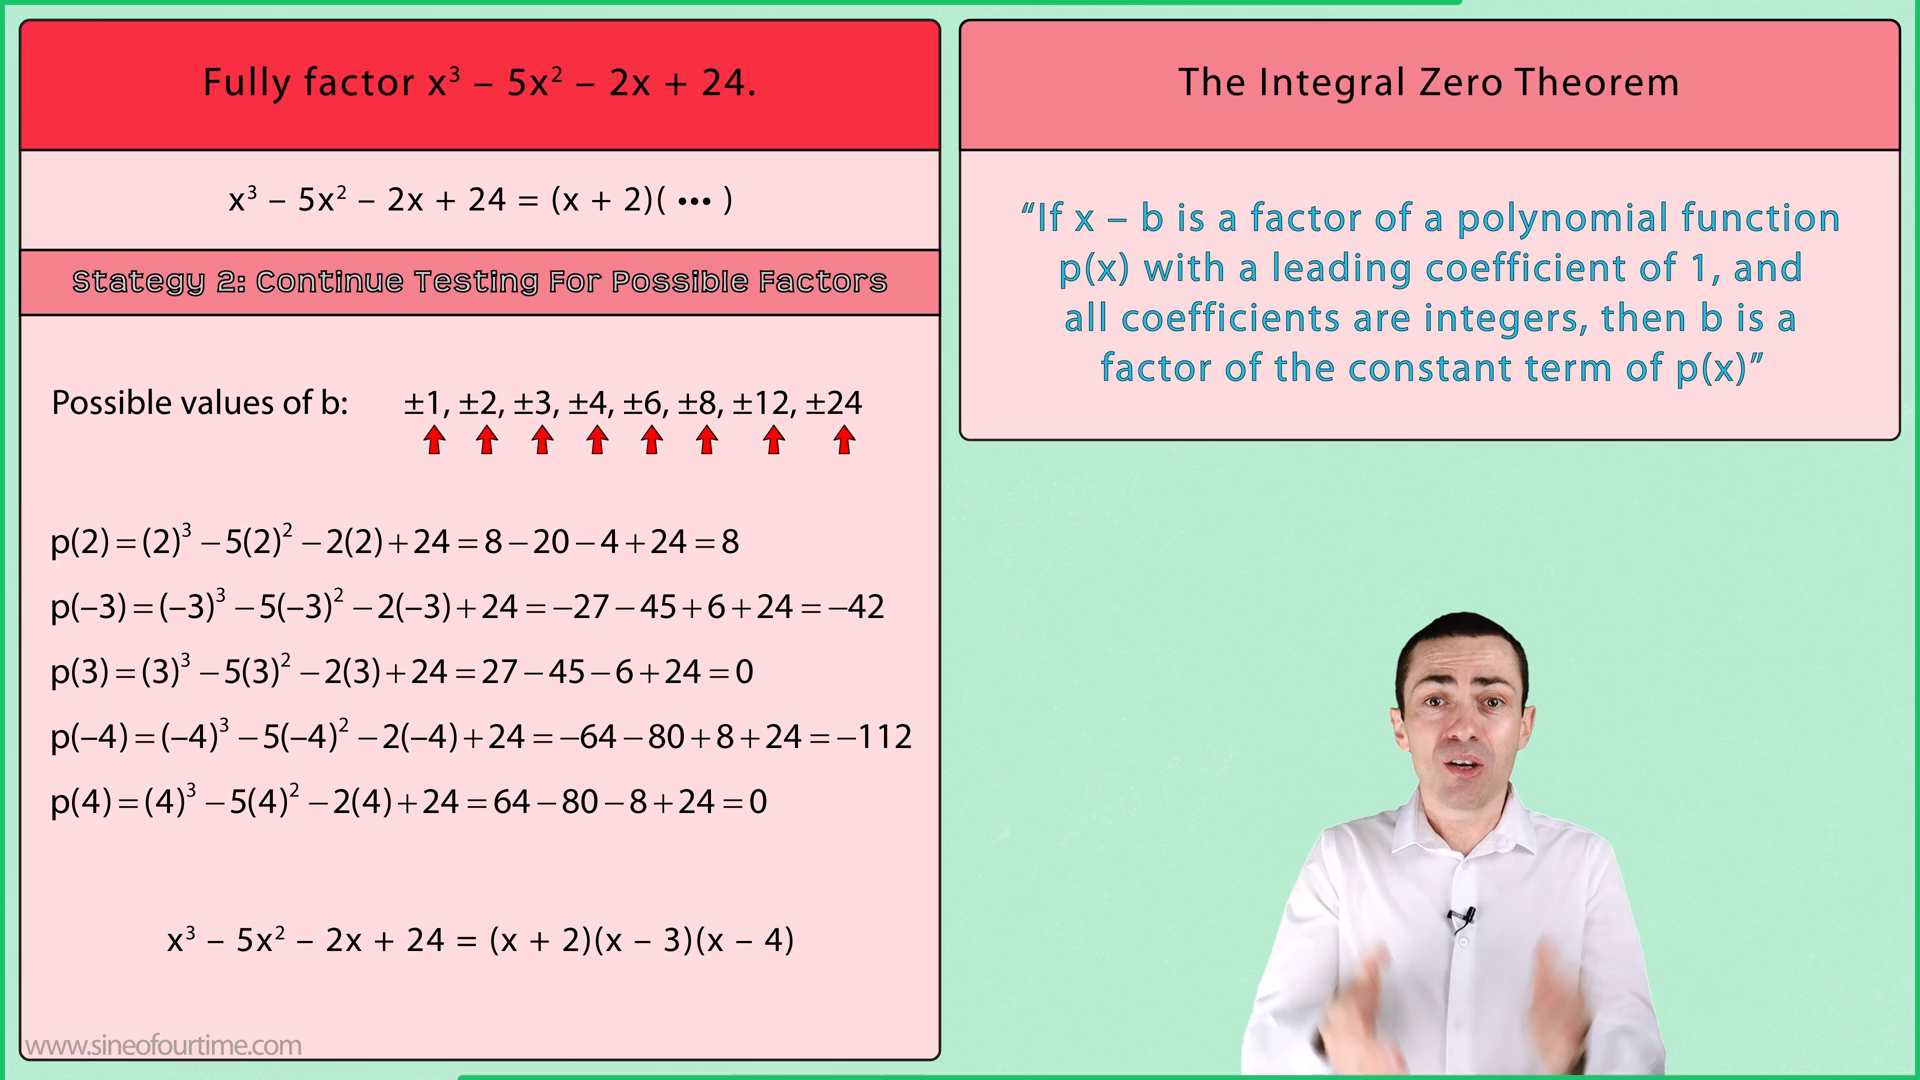 Fully factor x³ – 5x² – 2x + 24.
x³ – 5x² – 2x + 24 = (x + 2)( ••• )
Stategy 2: Continue Testing For Possible Factors
Possible values of b: ±1, ±2, ±3, ±4, ±6, ±8, ±12, ±24
p(2) = (2)³ – 5(2)² – 2(2) + 24 = 8 – 20 – 4 + 24 = 8
p(–3) = (–3)³ – 5(–3)² – 2(–3) + 24 = –27 – 45 + 6 + 24 = –42
p(3) = (3)³ – 5(3)² – 2(3) + 24 = 27 – 45 – 6 + 24 = 0
p(–4) = (–4)³ – 5(–4)² – 2(–4) + 24 = –64 – 80 + 8 + 24 = –112
p(4) = (4)³ – 5(4)² – 2(4) + 24 = 64 – 80 – 8 + 24 = 0
x³ – 5x² – 2x + 24 = (x + 2)(x – 3)(x – 4)
www.sineofourtime.com
The Integral Zero Theorem
“If x – b is a factor of a polynomial function
p(x) with a leading coefficient of 1, and
all coefficients are integers, then b is a
factor of the constant term of p(x)”